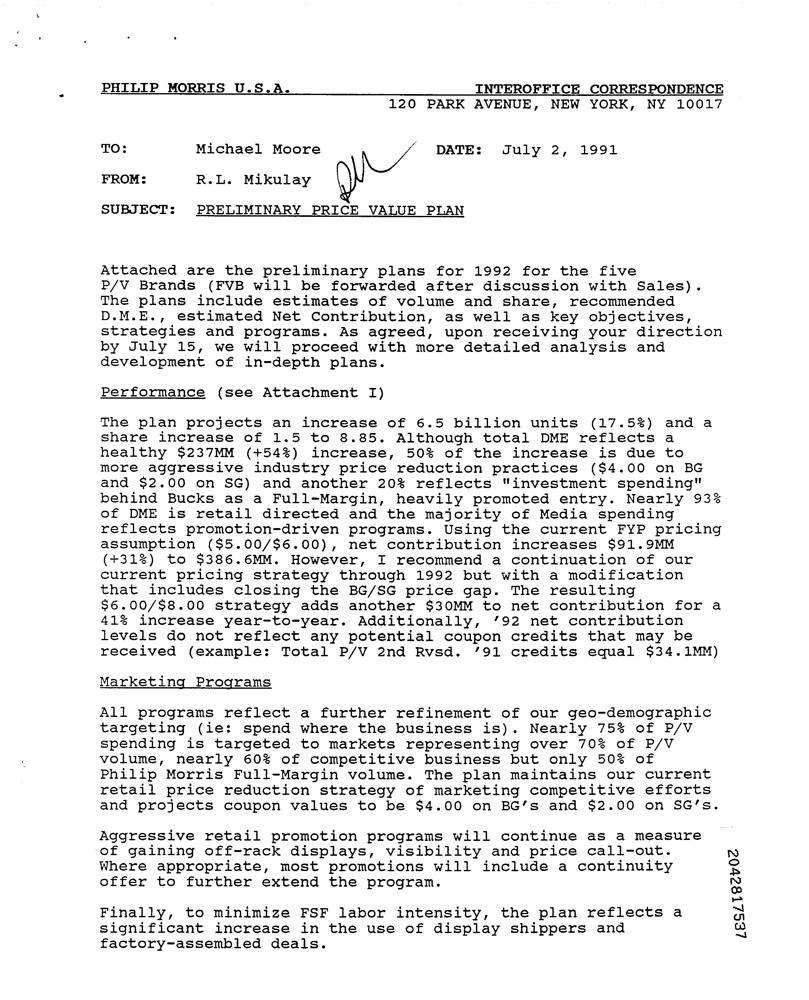 PHILIP MORRIS U.S.A. INTEROFFICE CORRESPONDENCE
120 PARK AVENUE, NEW YORK, NY 10017
TO: Michael Moore DATE: July 2, 1991
FROM: R.L. Mikulay
SUBJECT: PRELIMINARY PRICE VALUE PLAN
Attached are the preliminary plans for 1992 for the five
P/V Brands (FVB will be forwarded after discussion with Sales).
The plans include estimates of volume and share, recommended
D.M.E., estimated Net Contribution, as well as key objectives,
strategies and programs. As agreed, upon receiving your direction
by July 15, we will proceed with more detailed analysis and
development of in-depth plans.
Performance (see Attachment I)
The plan projects an increase of 6.5 billion units (17.5%) and a
share increase of 1.5 to 8.85. Although total DME reflects a
healthy $237MM (+54%) increase, 50% of the increase is due to
more aggressive industry price reduction practices ($4.00 on BG
and $2.00 on SG) and another 20% reflects "investment spending"
behind Bucks as a Full-Margin, heavily promoted entry. Nearly 93%
of DME is retail directed and the majority of Media spending
reflects promotion-driven programs. Using the current FYP pricing
assumption ($5.00/$6.00), net contribution increases $91.9MM
(+31%) to $386.6MM. However, I recommend a continuation of our
current pricing strategy through 1992 but with a modification
that includes closing the BG/SG price gap. The resulting
$6.00/$8.00 strategy adds another $30MM to net contribution for a
41% increase year-to-year. Additionally, '92 net contribution
levels do not reflect any potential coupon credits that may be
received (example: Total P/V 2nd Rvsd. '91 credits equal $34.1MM)
Marketing Programs
All programs reflect a further refinement of our geo-demographic
targeting (ie: spend where the business is). Nearly 75% of P/V
spending is targeted to markets representing over 70% of P/V
volume, nearly 60% of competitive business but only 50% of
Philip Morris Full-Margin volume. The plan maintains our current
retail price reduction strategy of marketing competitive efforts
and projects coupon values to be $4.00 on BG's and $2.00 on SG's.
Aggressive retail promotion programs will continue as a measure
of gaining off-rack displays, visibility and price call-out.
Where appropriate, most promotions will include a continuity
offer to further extend the program.
Finally, to minimize FSF labor intensity, the plan reflects a
significant increase in the use of display shippers and
factory-assembled deals.
2042817537